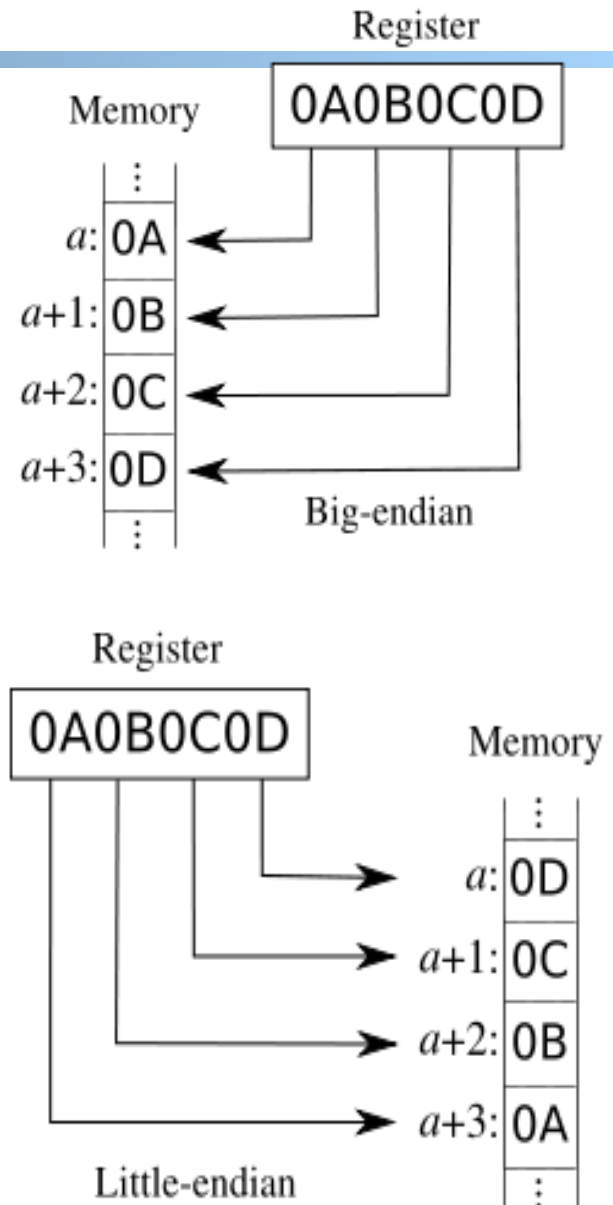 Register
0A0B0C0D
Memory
⋮
a: 0A
a+1: 0B
a+2: 0C
a+3: 0D
⋮
Big-endian
Register
0A0B0C0D
Memory
⋮
a: 0D
a+1: 0C
a+2: 0B
a+3: 0A
⋮
Little-endian